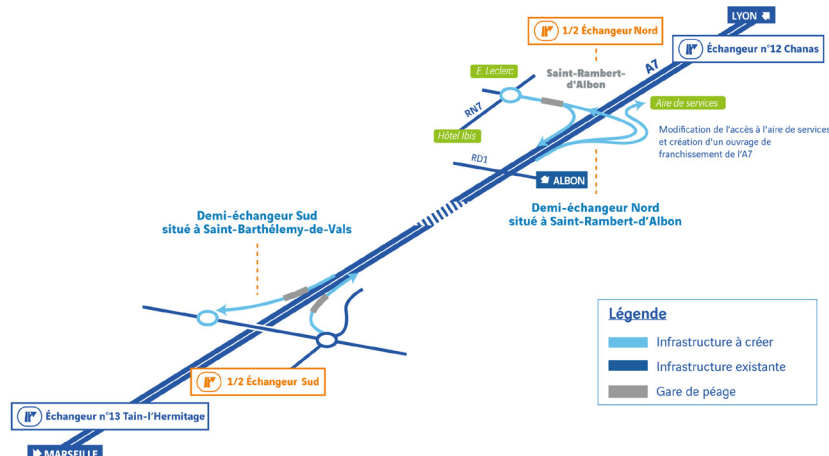 LYON
1/2 Échangeur Nord
Échangeur n°12 Chanas
A7
E. Leclerc
Saint-Rambert-
d'Albon
RN7
Aire de services
Hôtel Ibis
Modification de l'accès à l'aire de services
et création d'un ouvrage de
franchissement de l'A7
RD1
ALBON
Demi-échangeur Sud
situé à Saint-Barthélemy-de-Vals
Demi-échangeur Nord
situé à Saint-Rambert-d'Albon
Légende
Infrastructure à créer
Infrastructure existante
Gare de péage
1/2 Échangeur Sud
Échangeur n°13 Tain-l'Hermitage
MARSEILLE